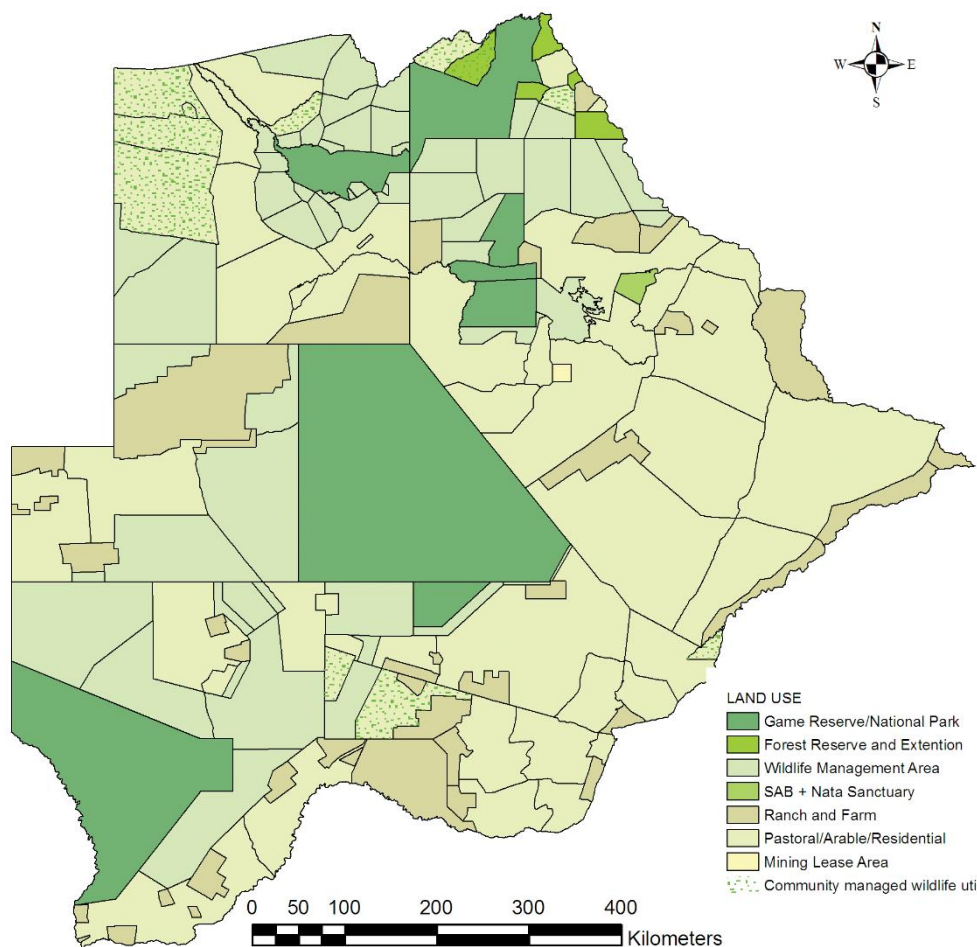 N
W E
S
LAND USE
Game Reserve/National Park
Forest Reserve and Extention
Wildlife Management Area
SAB + Nata Sanctuary
Ranch and Farm
Pastoral/Arable/Residential
Mining Lease Area
Community managed wildlife uti
0 50 100 200 300 400
Kilometers